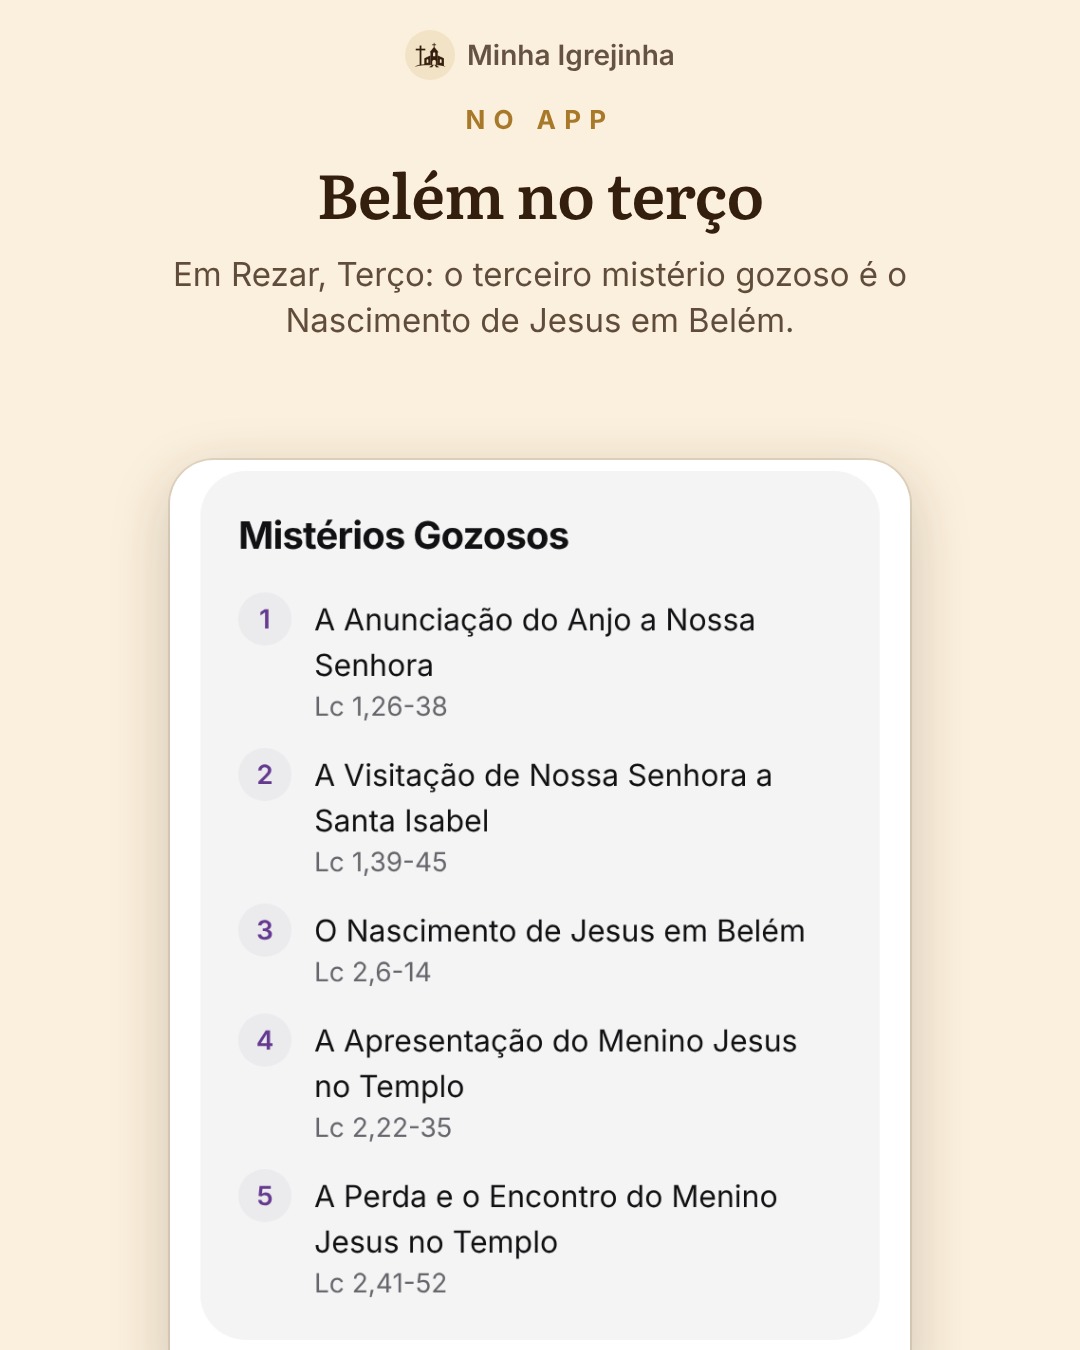 Minha Igrejinha
NO APP
Belém no terço
Em Rezar, Terço: o terceiro mistério gozoso é o
Nascimento de Jesus em Belém.
Mistérios Gozosos
1
A Anunciação do Anjo a Nossa
Senhora
Lc 1,26-38
2
A Visitação de Nossa Senhora a
Santa Isabel
Lc 1,39-45
3
O Nascimento de Jesus em Belém
Lc 2,6-14
4
A Apresentação do Menino Jesus
no Templo
Lc 2,22-35
5
A Perda e o Encontro do Menino
Jesus no Templo
Lc 2,41-52